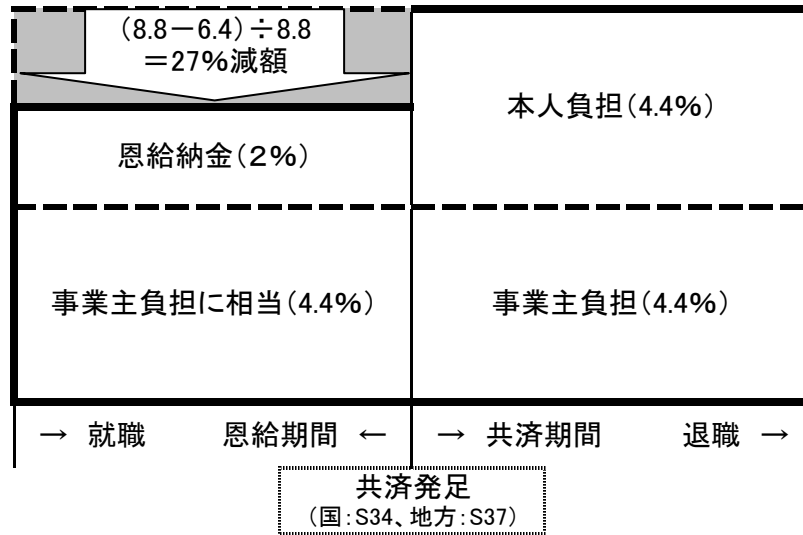 (8.8－6.4)÷8.8
＝27％減額
本人負担(4.4%)
恩給納金(2％)
事業主負担に相当(4.4%)
事業主負担(4.4%)
→ 就職 恩給期間 ←
→ 共済期間 退職 →
共済発足
(国:S34、地方:S37)